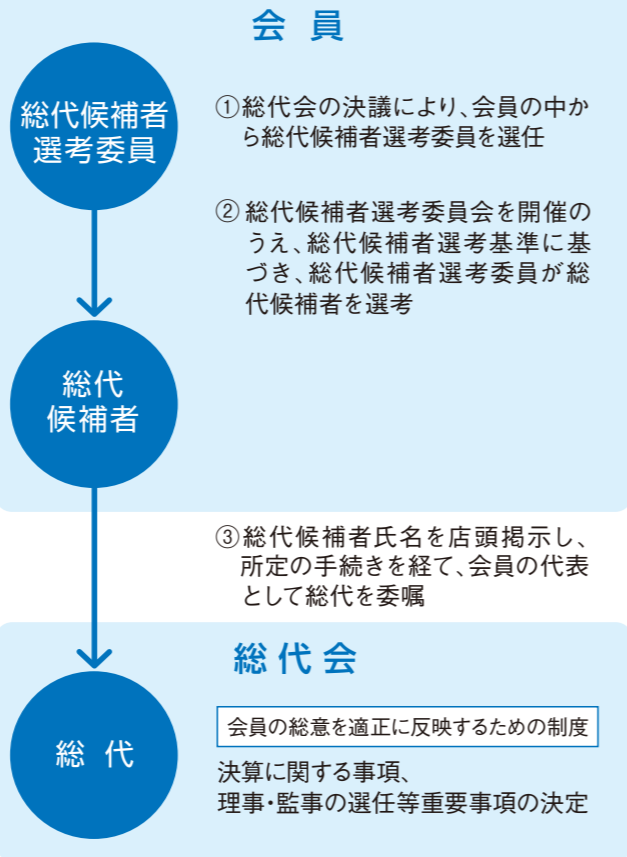 会員
総代候補者
選考委員
①総代会の決議により、会員の中か
ら総代候補者選考委員を選任
②総代候補者選考委員会を開催の
うえ、総代候補者選考基準に基
づき、総代候補者選考委員が総
代候補者を選考
総代
候補者
③総代候補者氏名を店頭掲示し、
所定の手続きを経て、会員の代表
として総代を委嘱
総代会
総代
会員の総意を適正に反映するための制度
決算に関する事項、
理事・監事の選任等重要事項の決定